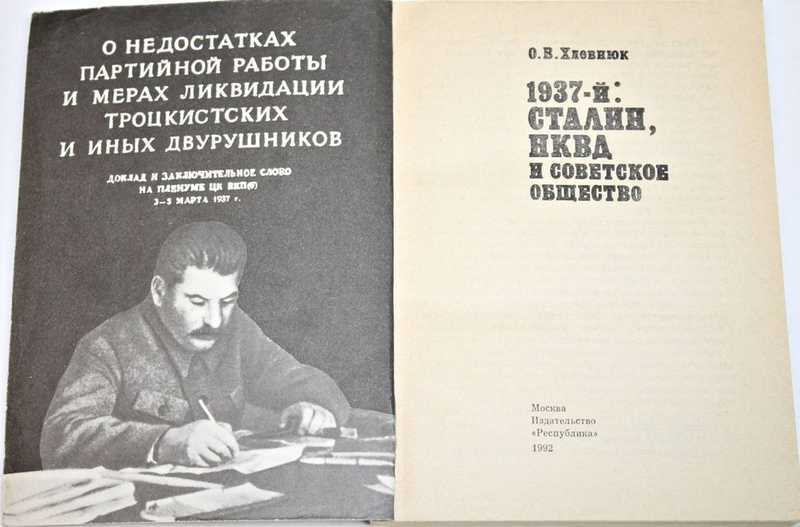 О НЕДОСТАТКАХ
ПАРТИЙНОЙ РАБОТЫ
И МЕРАХ ЛИКВИДАЦИИ
ТРОЦКИСТСКИХ
И ИНЫХ ДВУРУШНИКОВ
ДОКЛАД И ЗАКЛЮЧИТЕЛЬНОЕ СЛОВО
НА ПЛЕНУМЕ ЦК ВКП(б)
3—5 МАРТА 1937 г.
О.В.Хлевнюк
1937-й:
СТАЛИН,
НКВД
И СОВЕТСКОЕ
ОБЩЕСТВО
Москва
Издательство
«Республика»
1992